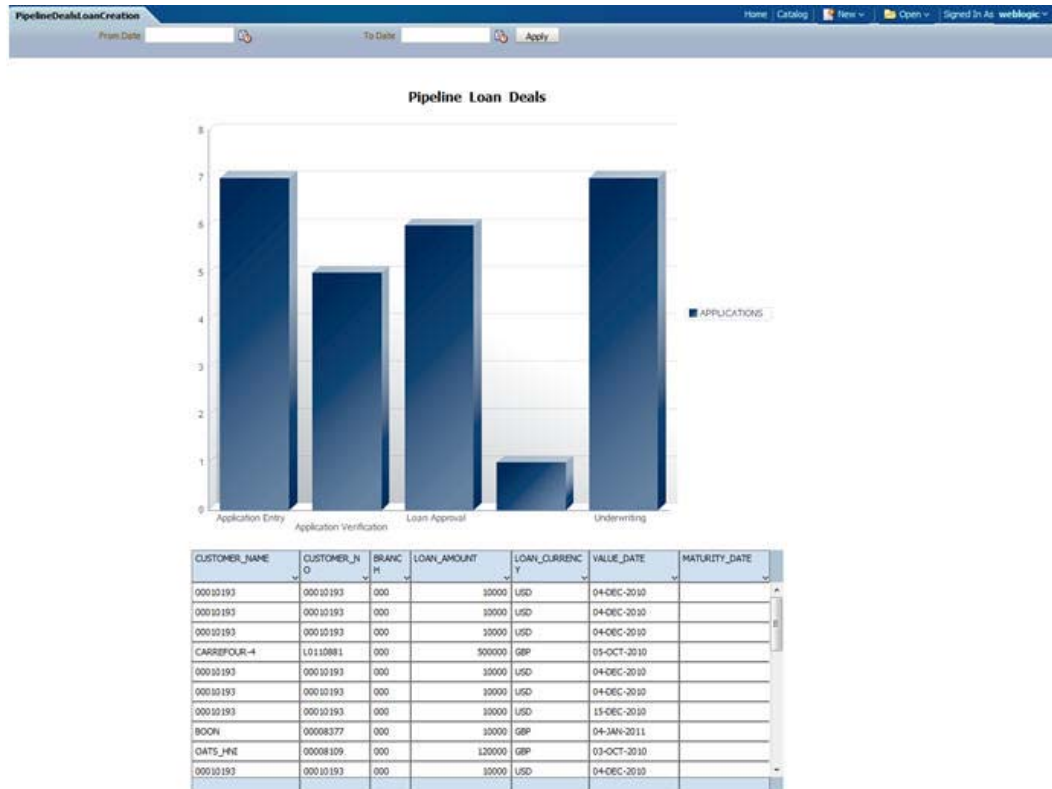 PipelineDealsLoanCreation
Home Catalog New Open Signed In As weblogic
From Date To Date Apply
Pipeline Loan Deals
8
7
6
5
4
3
2
1
0
APPLICATIONS
Application Entry Application Verification Loan Approval Underwriting
CUSTOMER_NAME CUSTOMER_NO BRANCH LOAN_AMOUNT LOAN_CURRENCY VALUE_DATE MATURITY_DATE
00010193 00010193 000 10000 USD 04-DEC-2010
00010193 00010193 000 10000 USD 04-DEC-2010
00010193 00010193 000 10000 USD 04-DEC-2010
CARREFOUR-4 L0110881 000 500000 GBP 05-OCT-2010
00010193 00010193 000 10000 USD 04-DEC-2010
00010193 00010193 000 10000 USD 04-DEC-2010
00010193 00010193 000 10000 USD 15-DEC-2010
BOON 00008377 000 10000 GBP 04-JAN-2011
OATS_HNI 00008109 000 120000 GBP 03-OCT-2010
00010193 00010193 000 10000 USD 04-DEC-2010